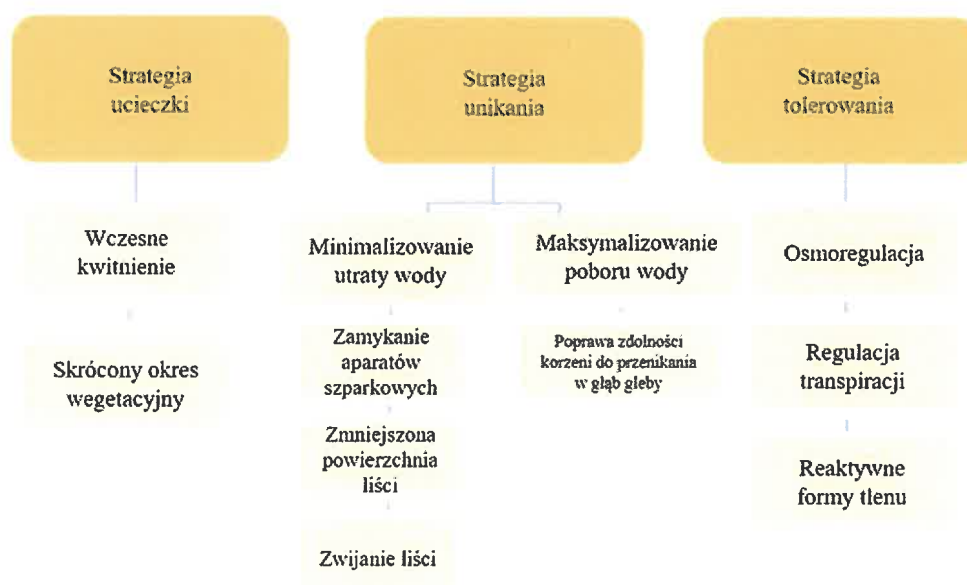 Strategia
ucieczki
Wczesne
kwitnienie
Skrócony okres
wegetacyjny
Strategia
unikania
Minimalizowanie
utraty wody
Zamykanie
aparatów
szparkowych
Zmniejszona
powierzchnia
liści
Zwijanie liści
Maksymalizowanie
poboru wody
Poprawa zdolności
korzeni do przenikania
w głąb gleby
Strategia
tolerowania
Osmoregulacja
Regulacja
transpiracji
Reaktywne
formy tlenu